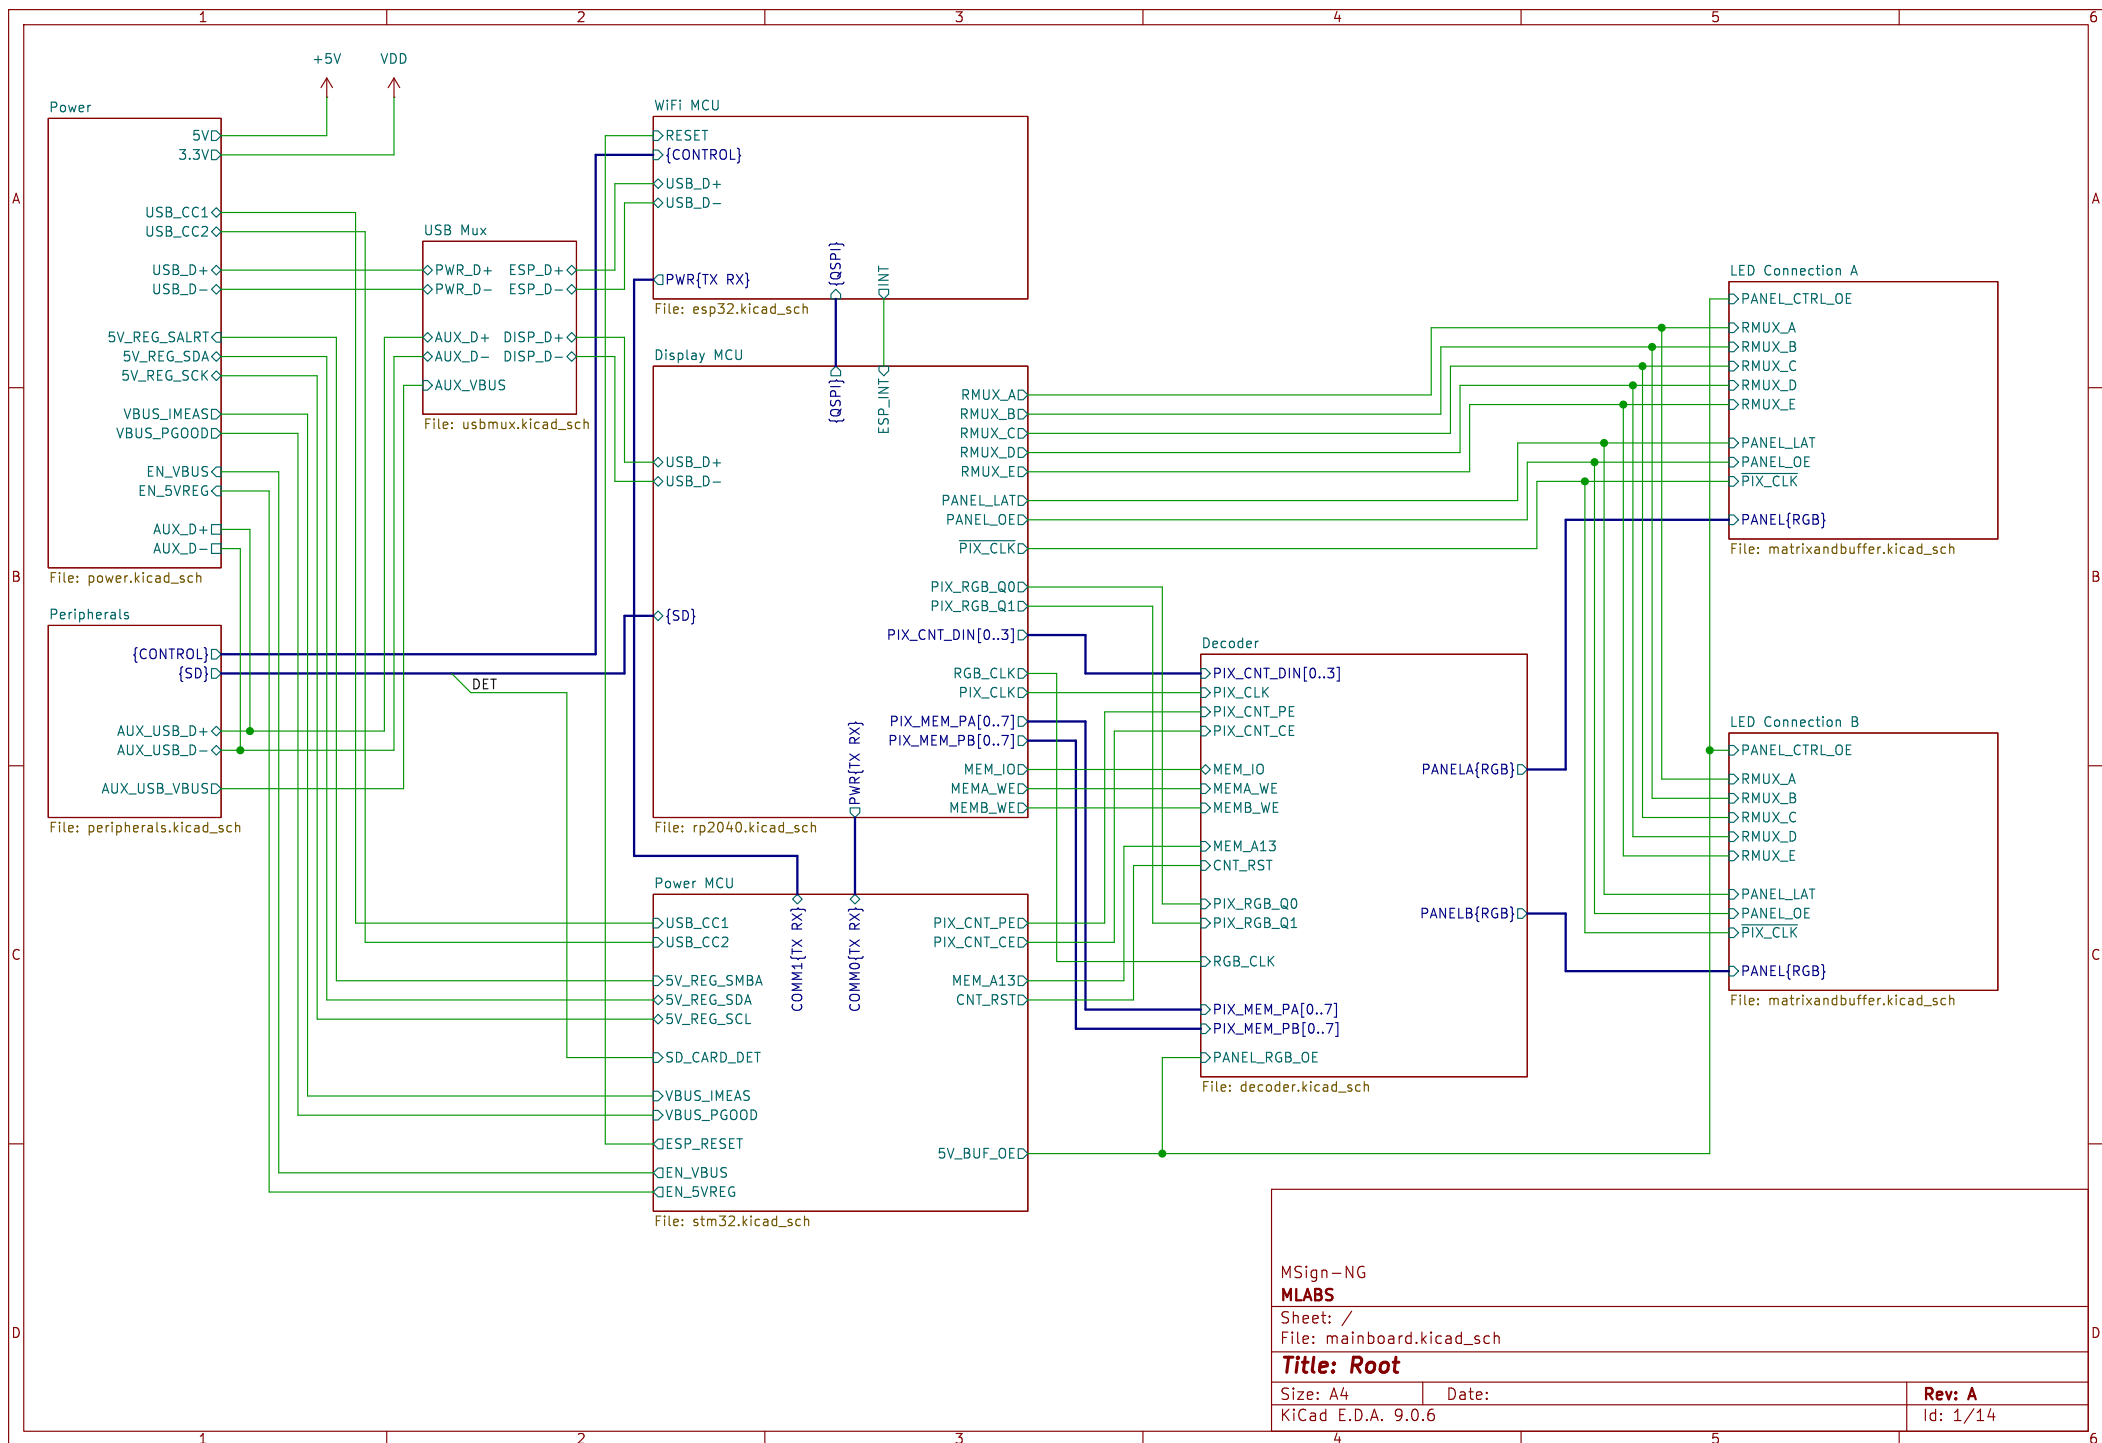 1 2 3 4 5 6
A
B
C
D
A
B
C
D
+5V
VDD
Power
5V
3.3V
USB_CC1
USB_CC2
USB_D+
USB_D-
5V_REG_SALRT
5V_REG_SDA
5V_REG_SCK
VBUS_IMEAS
VBUS_PGOOD
EN_VBUS
EN_5VREG
AUX_D+
AUX_D-
File: power.kicad_sch
Peripherals
{CONTROL}
{SD}
AUX_USB_D+
AUX_USB_D-
AUX_USB_VBUS
File: peripherals.kicad_sch
DET
USB Mux
PWR_D+ ESP_D+
PWR_D- ESP_D-
AUX_D+ DISP_D+
AUX_D- DISP_D-
AUX_VBUS
File: usbmux.kicad_sch
WiFi MCU
RESET
{CONTROL}
USB_D+
USB_D-
PWR{TX RX}
{QSPI}
INT
File: esp32.kicad_sch
Display MCU
{QSPI}
ESP_INT
USB_D+
USB_D-
{SD}
RMUX_A
RMUX_B
RMUX_C
RMUX_D
RMUX_E
PANEL_LAT
PANEL_OE
PIX_CLK
PIX_RGB_Q0
PIX_RGB_Q1
PIX_CNT_DIN[0..3]
RGB_CLK
PIX_CLK
PIX_MEM_PA[0..7]
PIX_MEM_PB[0..7]
MEM_IO
MEMA_WE
MEMB_WE
PWR{TX RX}
File: rp2040.kicad_sch
Power MCU
COMM1{TX RX}
COMM0{TX RX}
USB_CC1
USB_CC2
5V_REG_SMBA
5V_REG_SDA
5V_REG_SCL
SD_CARD_DET
VBUS_IMEAS
VBUS_PGOOD
ESP_RESET
EN_VBUS
EN_5VREG
PIX_CNT_PE
PIX_CNT_CE
MEM_A13
CNT_RST
5V_BUF_OE
File: stm32.kicad_sch
Decoder
PIX_CNT_DIN[0..3]
PIX_CLK
PIX_CNT_PE
PIX_CNT_CE
MEM_IO
MEMA_WE
MEMB_WE
MEM_A13
CNT_RST
PIX_RGB_Q0
PIX_RGB_Q1
RGB_CLK
PIX_MEM_PA[0..7]
PIX_MEM_PB[0..7]
PANEL_RGB_OE
PANELA{RGB}
PANELB{RGB}
File: decoder.kicad_sch
LED Connection A
PANEL_CTRL_OE
RMUX_A
RMUX_B
RMUX_C
RMUX_D
RMUX_E
PANEL_LAT
PANEL_OE
PIX_CLK
PANEL{RGB}
File: matrixandbuffer.kicad_sch
LED Connection B
PANEL_CTRL_OE
RMUX_A
RMUX_B
RMUX_C
RMUX_D
RMUX_E
PANEL_LAT
PANEL_OE
PIX_CLK
PANEL{RGB}
File: matrixandbuffer.kicad_sch
MSign-NG
MLABS
Sheet: /
File: mainboard.kicad_sch
Title: Root
Size: A4 Date: Rev: A
KiCad E.D.A. 9.0.6 Id: 1/14
1 2 3 4 5 6